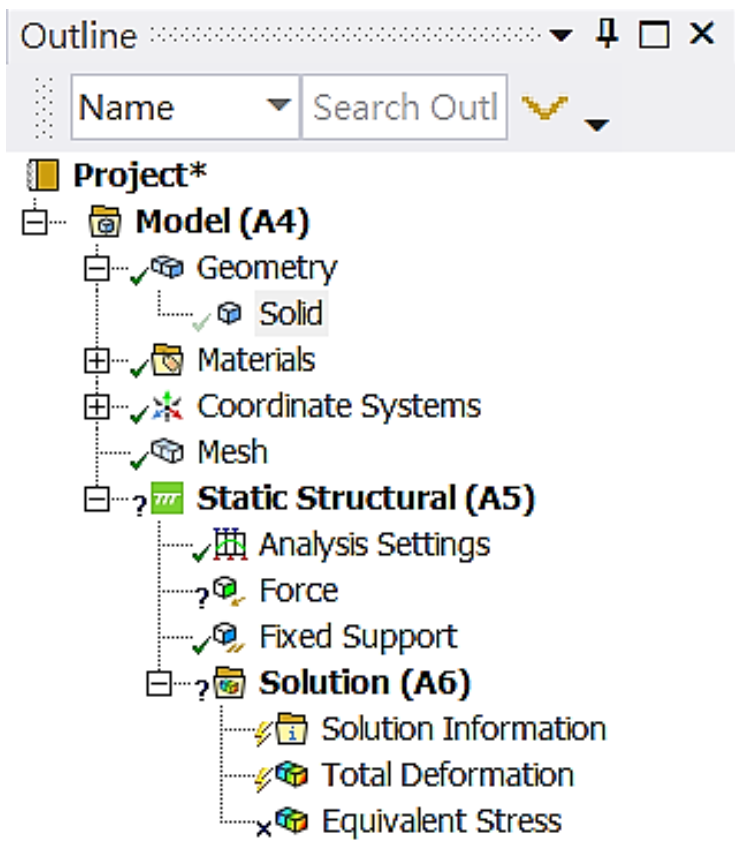 Outline
Name Search Outl
Project*
Model (A4)
Geometry
Solid
Materials
Coordinate Systems
Mesh
Static Structural (A5)
Analysis Settings
Force
Fixed Support
Solution (A6)
Solution Information
Total Deformation
Equivalent Stress